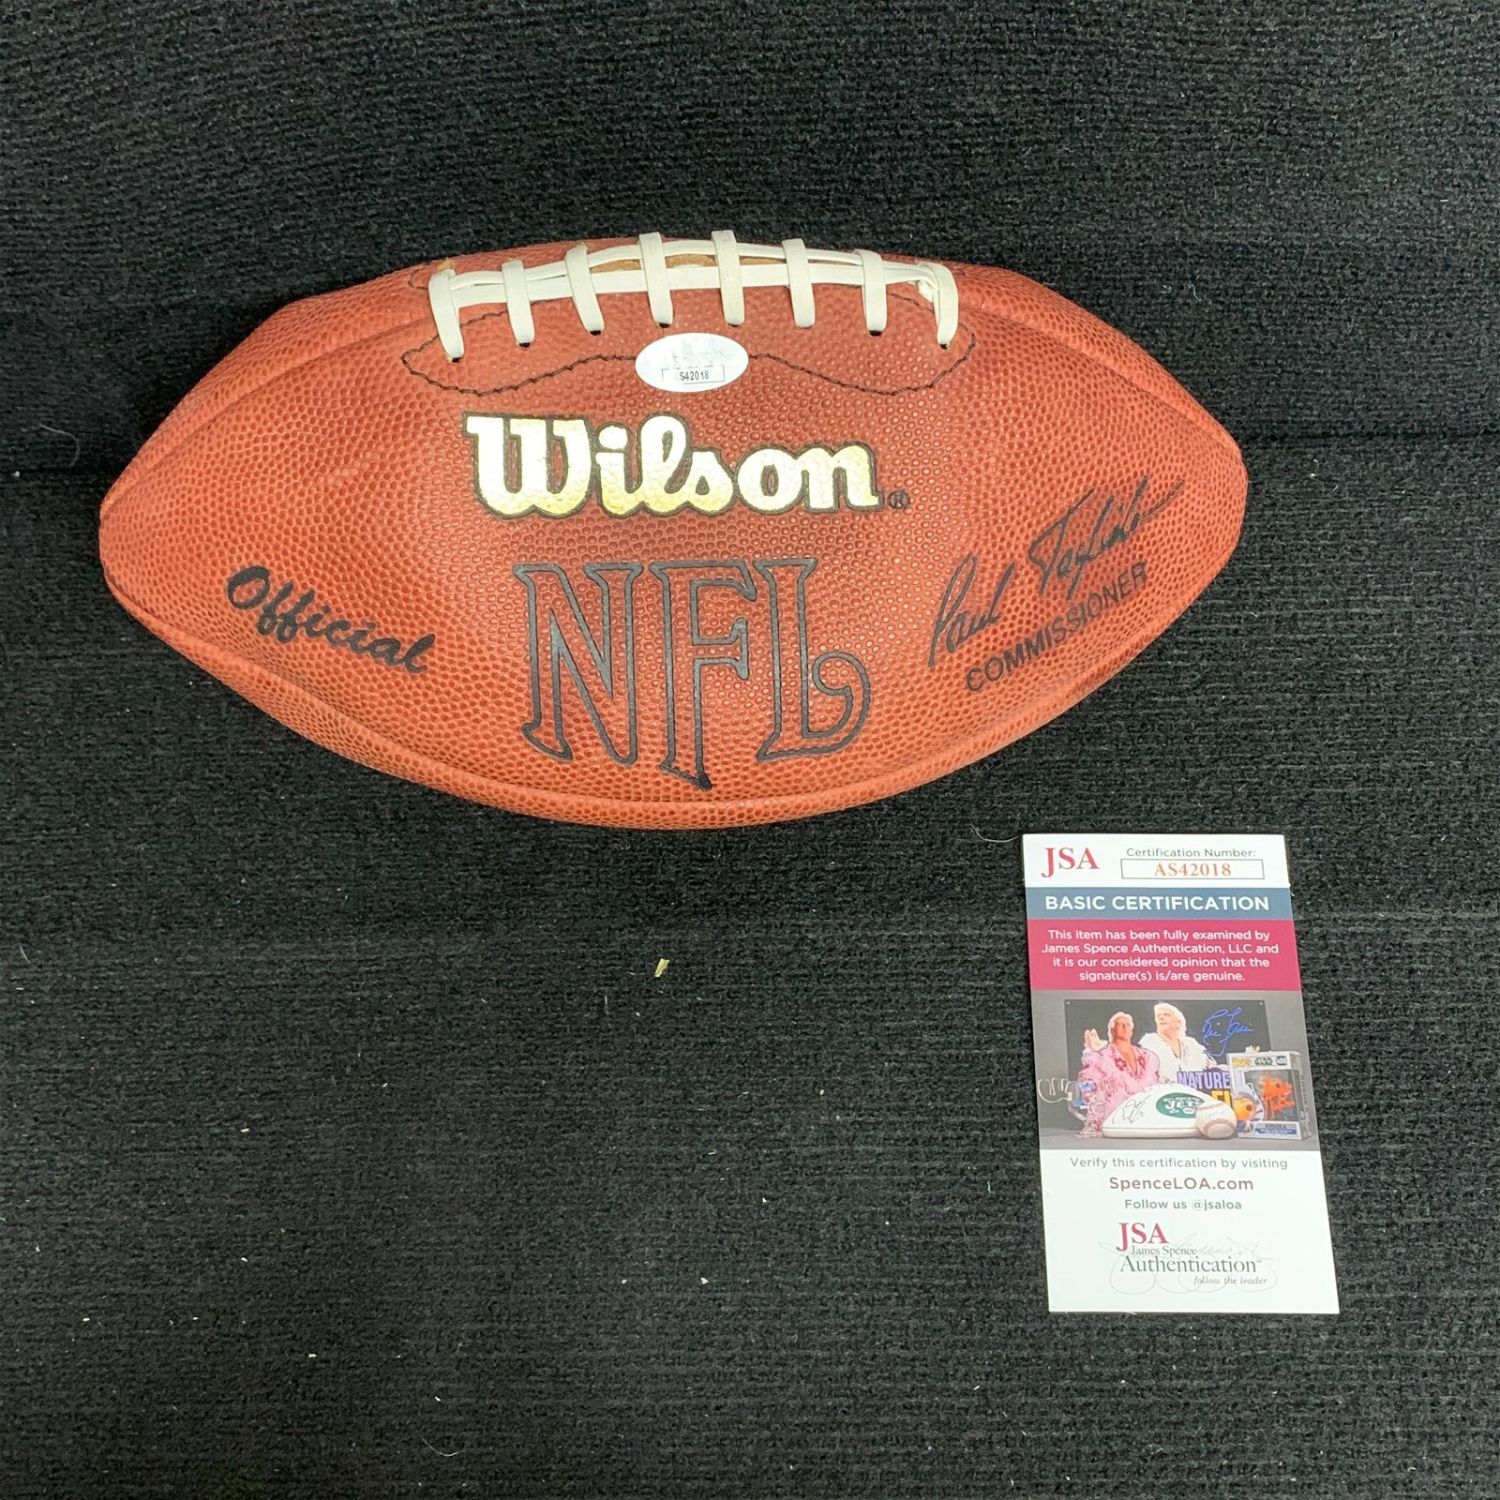 S42018
Wilson®
NFL
Official
Paul Tagliabue
COMMISSIONER
JSA
Certification Number:
AS42018
BASIC CERTIFICATION
This item has been fully examined by
James Spence Authentication, LLC and
it is our considered opinion that the
signature(s) is/are genuine.
NATURE
JETS
Verify this certification by visiting
SpenceLOA.com
Follow us @jsaloa
JSA
James Spence
Authentication
follow the leader